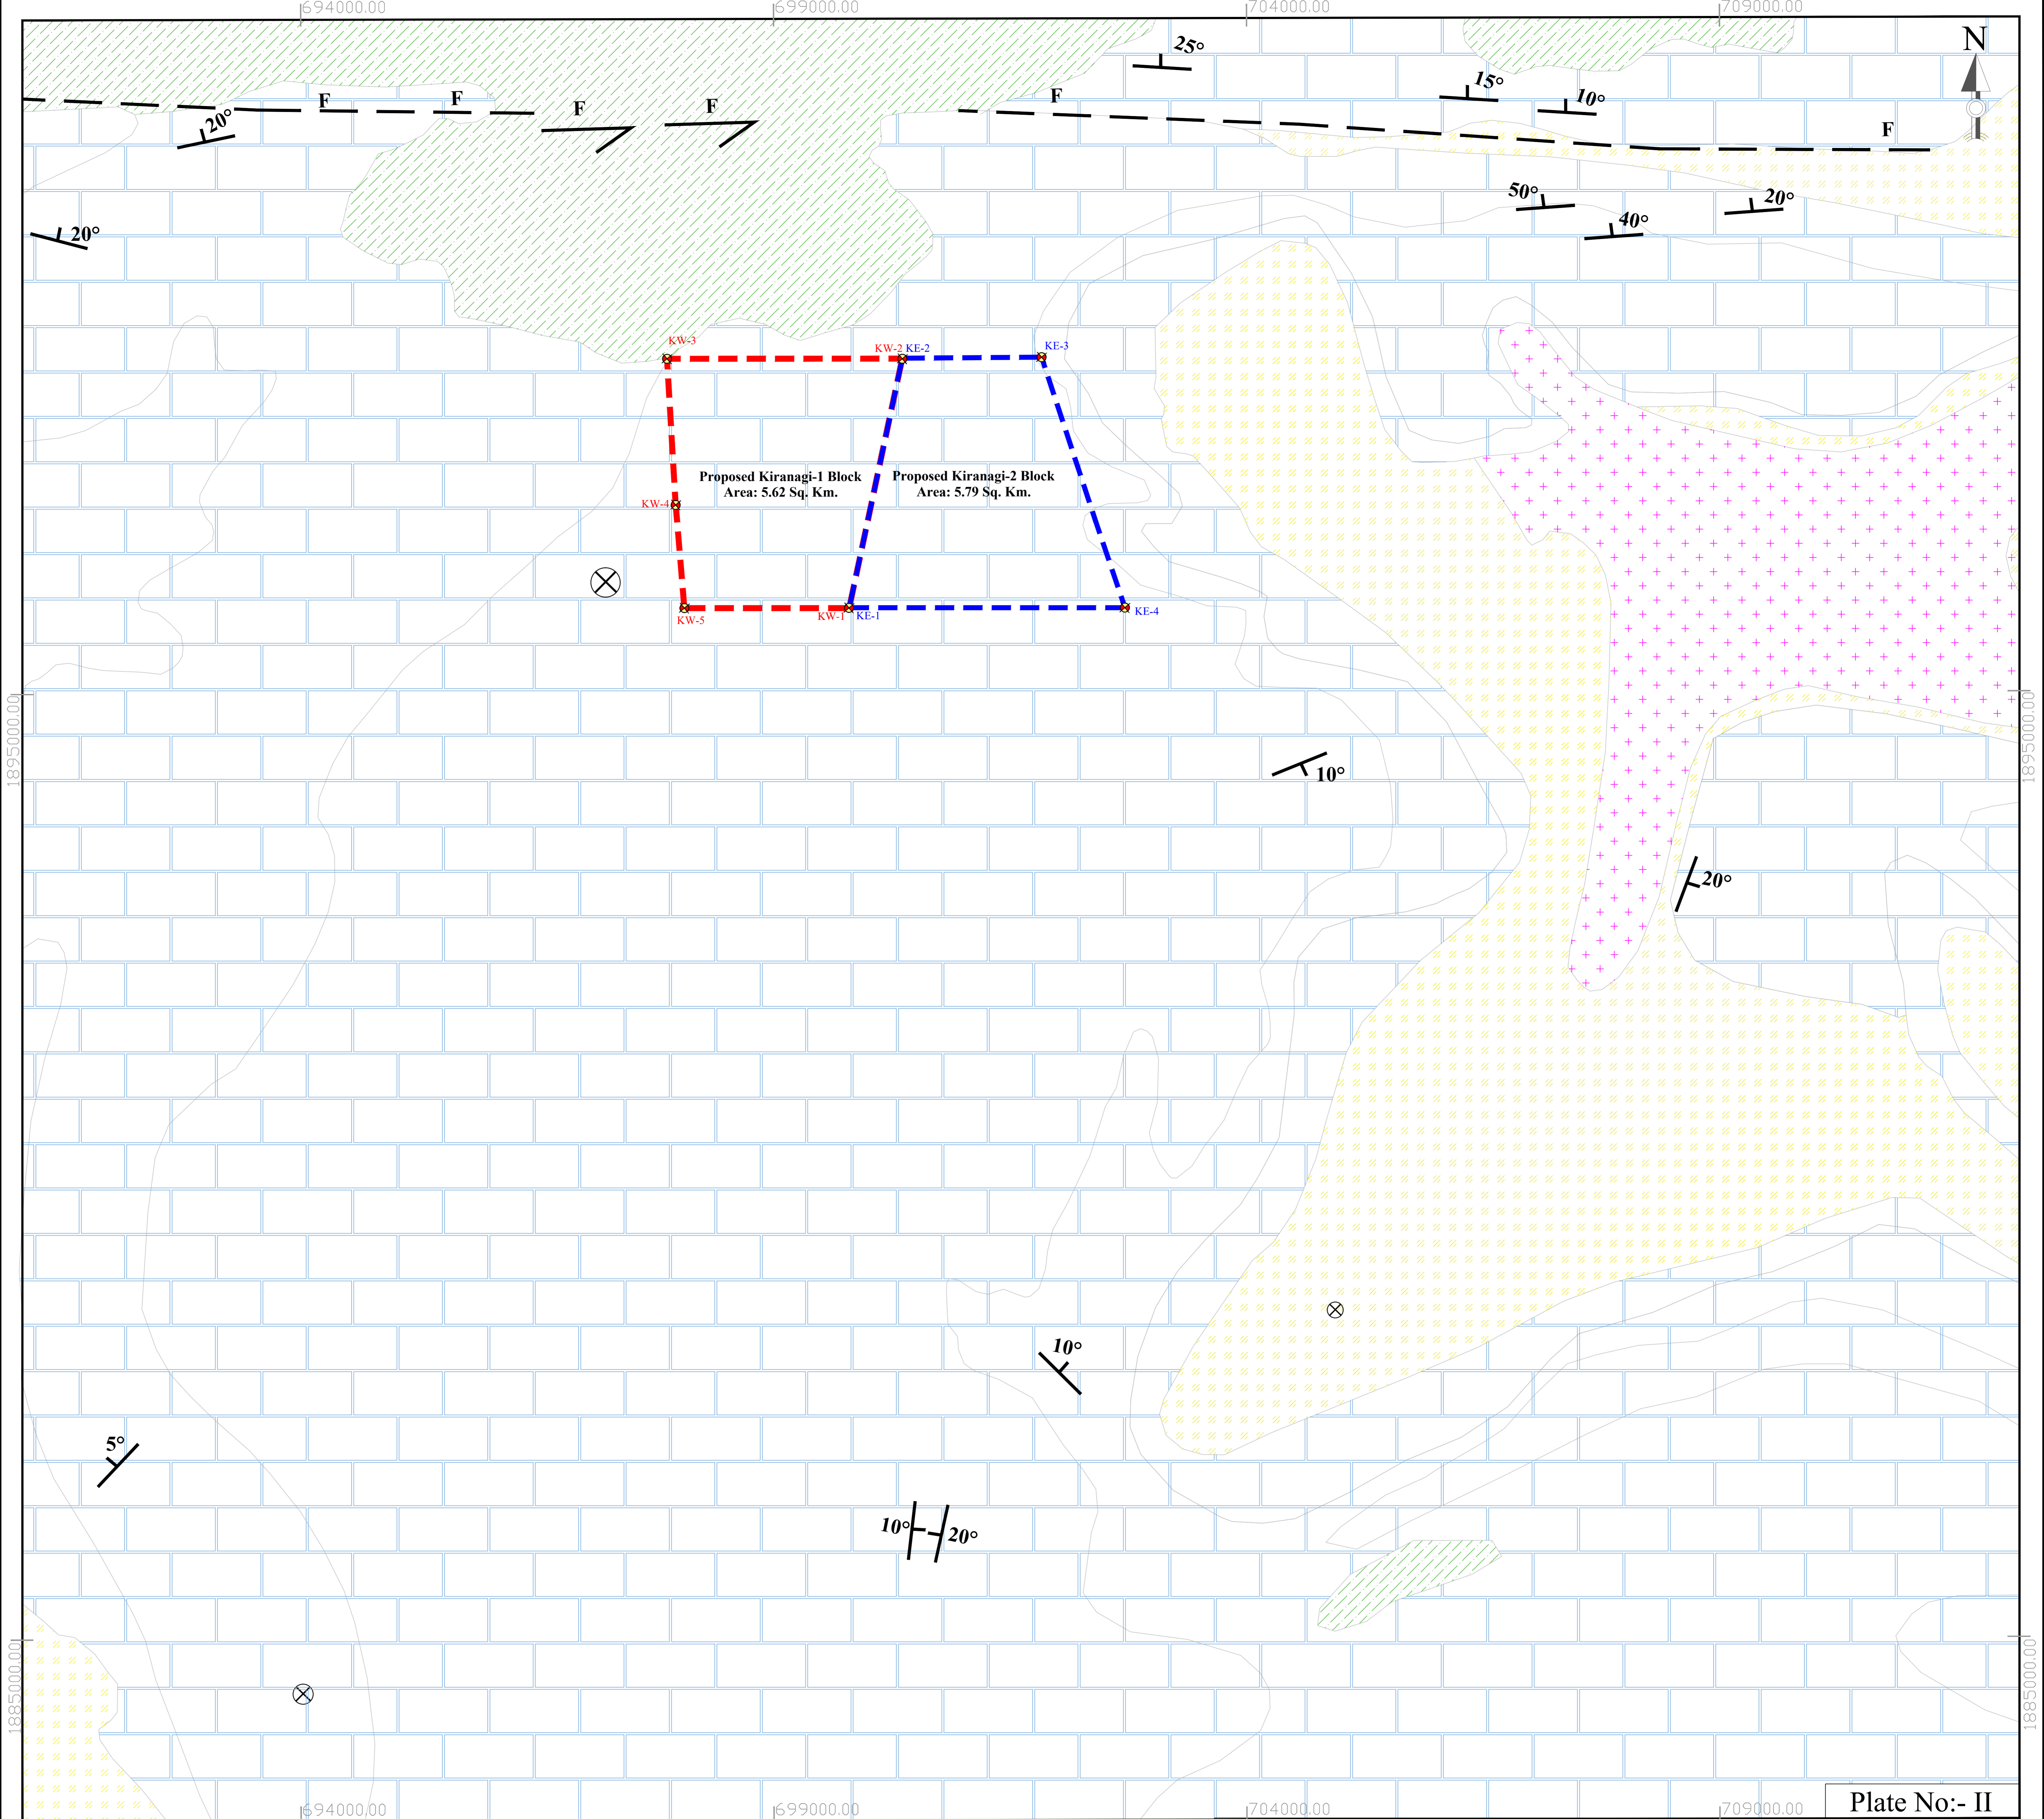 694000.00
699000.00
704000.00
709000.00
N
25°
15°
10°
F
F
F
F
F
F
20°
20°
50°
40°
20°
KW-3
KW-2
KE-2
KE-3
Proposed Kiranagi-1 Block
Area: 5.62 Sq. Km.
Proposed Kiranagi-2 Block
Area: 5.79 Sq. Km.
KW-4
KW-5
KW-1
KE-1
KE-4
1895000.00
1895000.00
10°
20°
10°
5°
10°
20°
1885000.00
1885000.00
694000.00
699000.00
704000.00
709000.00
Plate No:- II